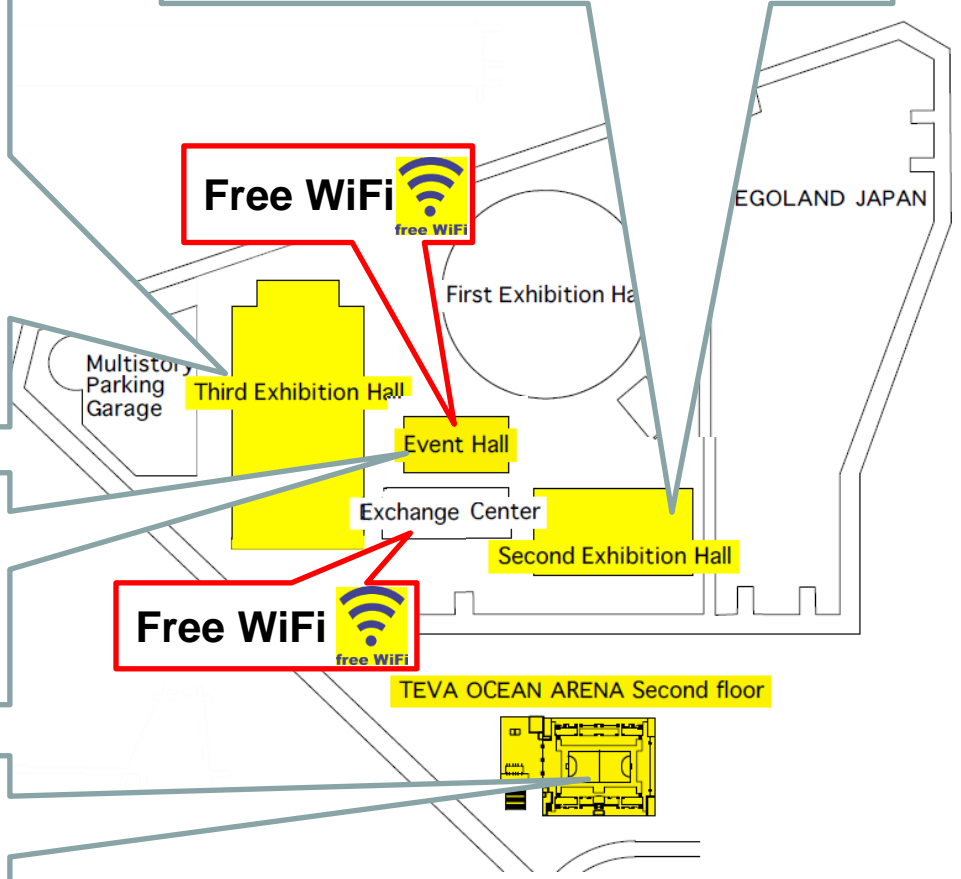 Free WiFi
free WiFi
EGOLAND JAPAN
First Exhibition Ha
Multistory
Parking
Garage
Third Exhibition Hall
Event Hall
Exchange Center
Second Exhibition Hall
Free WiFi
free WiFi
TEVA OCEAN ARENA Second floor